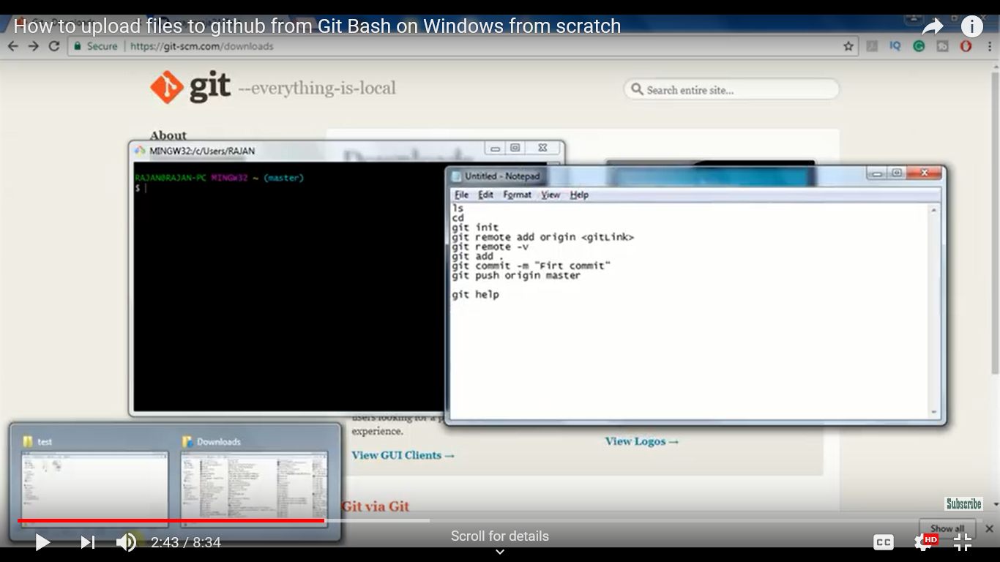 How to upload files to github from Git Bash on Windows from scratch
Secure | https://git-scm.com/downloads
IQ
git --everything-is-local
Search entire site...
About
Downloads
MINGW32:/c/Users/RAJAN
RAJAN@RAJAN-PC MINGW32 ~ (master)
$
Untitled - Notepad
File Edit Format View Help
ls
cd
git init
git remote add origin <gitLink>
git remote -v
git add .
git commit -m "Firt commit"
git push origin master
git help
users looking for a p
experience.
View GUI Clients →
View Logos →
test
Downloads
Git via Git
Subscribe
Show all
2:43 / 8:34
Scroll for details
CC
HD